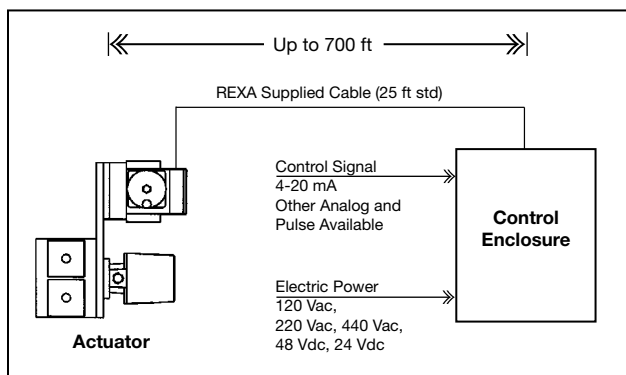 Up to 700 ft
REXA Supplied Cable (25 ft std)
Control Signal
4-20 mA
Other Analog and
Pulse Available
Control
Enclosure
Electric Power
120 Vac,
220 Vac, 440 Vac,
48 Vdc, 24 Vdc
Actuator